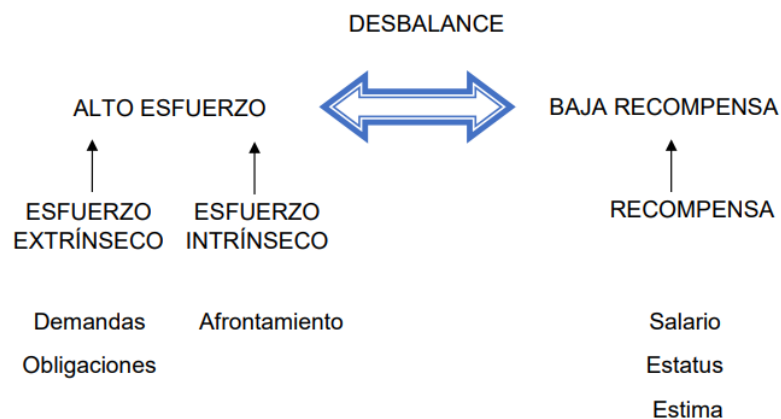 DESBALANCE
ALTO ESFUERZO
BAJA RECOMPENSA
ESFUERZO
EXTRÍNSECO
ESFUERZO
INTRÍNSECO
RECOMPENSA
Demandas
Obligaciones
Afrontamiento
Salario
Estatus
Estima